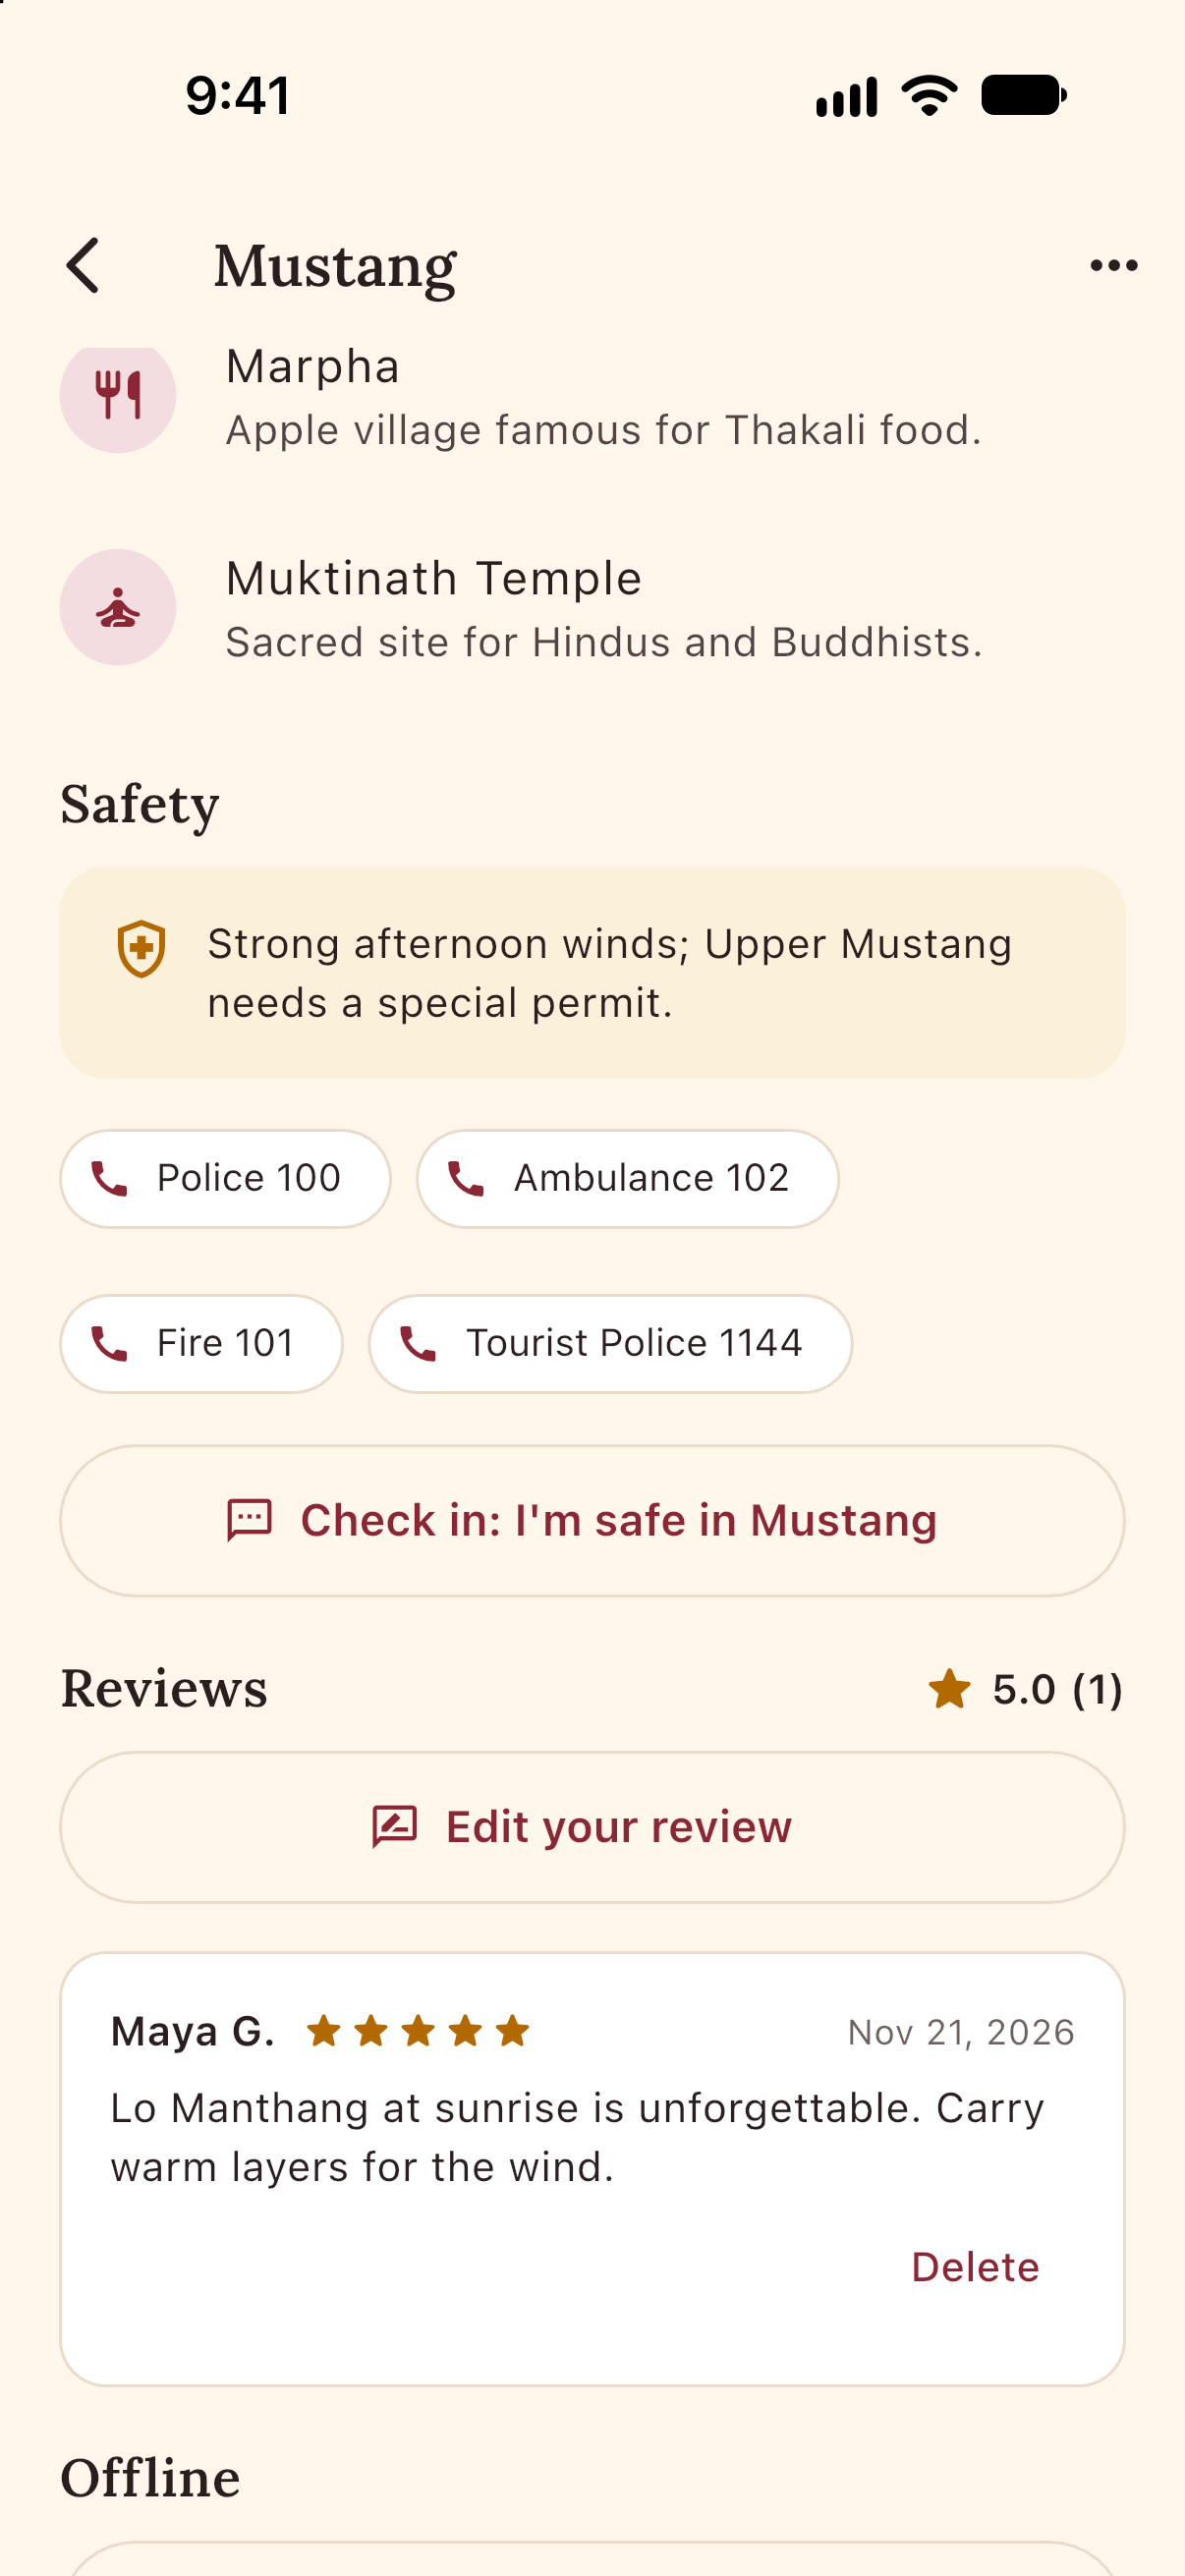 9:41
Mustang
Marpha
Apple village famous for Thakali food.
Muktinath Temple
Sacred site for Hindus and Buddhists.
Safety
Strong afternoon winds; Upper Mustang
needs a special permit.
Police 100
Ambulance 102
Fire 101
Tourist Police 1144
Check in: I'm safe in Mustang
Reviews
5.0 (1)
Edit your review
Maya G.
Nov 21, 2026
Lo Manthang at sunrise is unforgettable. Carry
warm layers for the wind.
Delete
Offline